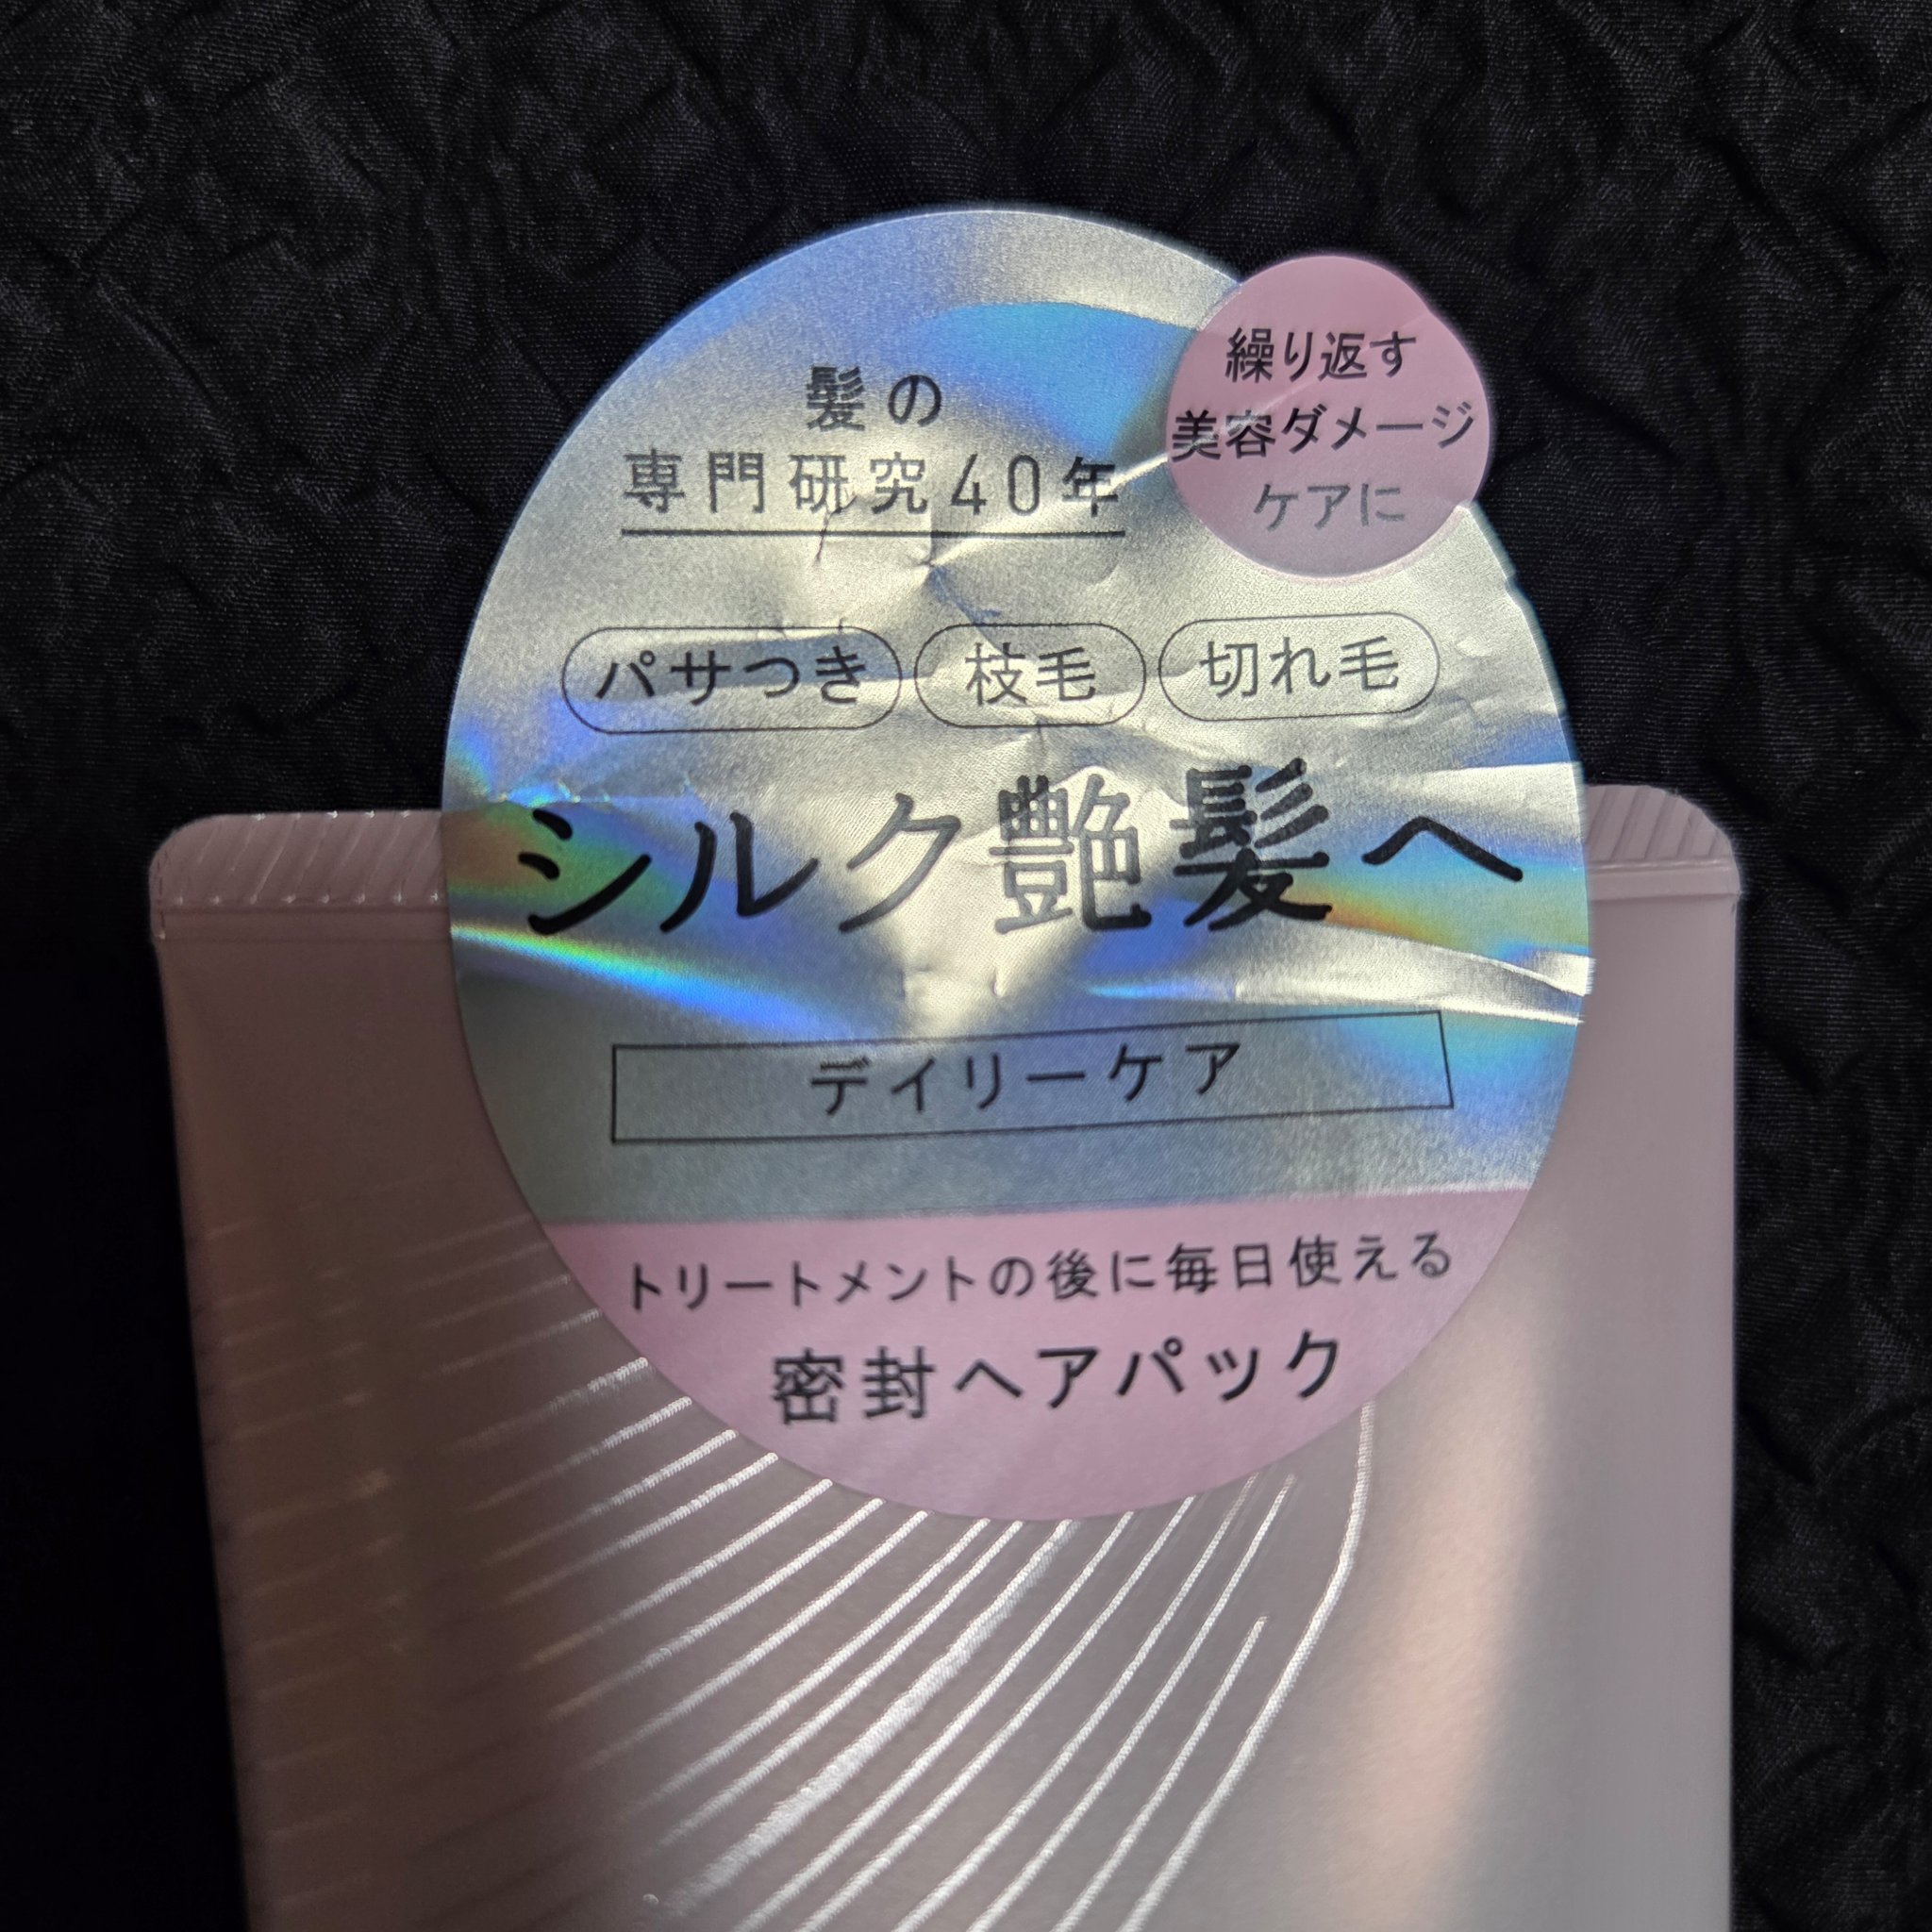 髪の
専門研究40年
繰り返す
美容ダメージ
ケアに
パサつき 枝毛 切れ毛
シルク艶髪へ
デイリーケア
トリートメントの後に毎日使える
密封ヘアパック